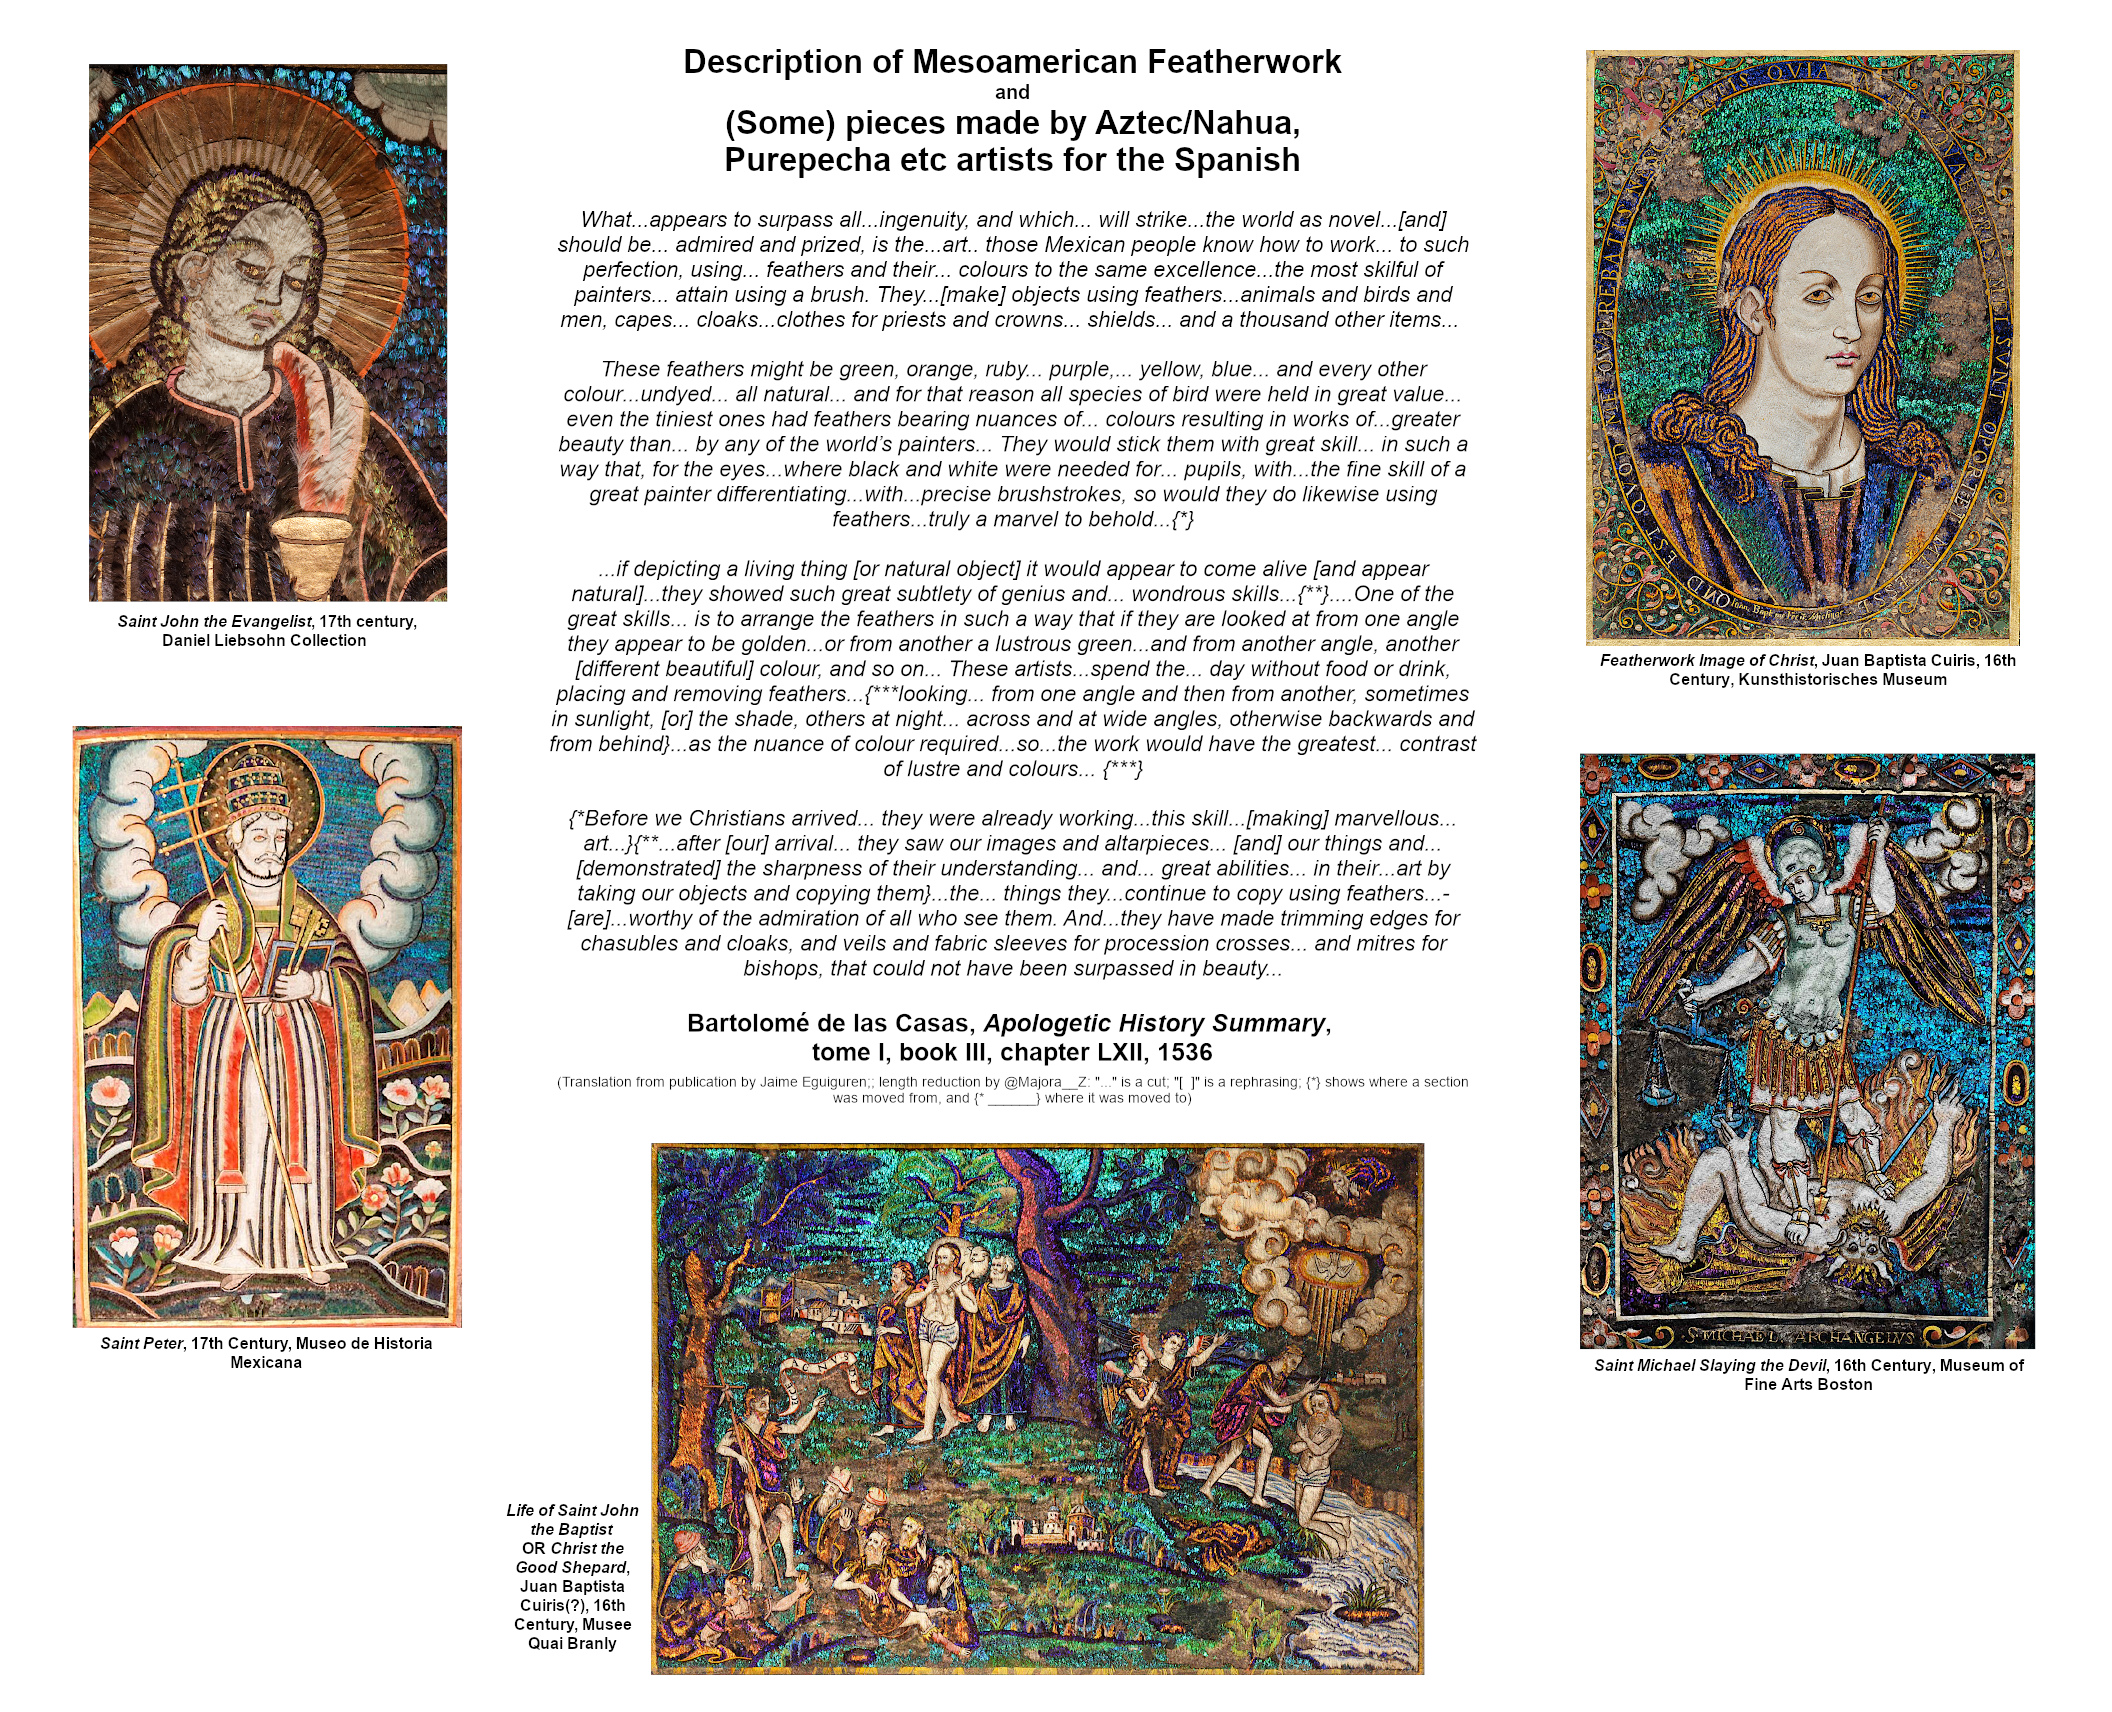 Description of Mesoamerican Featherwork
and
(Some) pieces made by Aztec/Nahua,
Purepecha etc artists for the Spanish
What...appears to surpass all...ingenuity, and which... will strike...the world as novel...[and]
should be... admired and prized, is the...art.. those Mexican people know how to work... to such
perfection, using... feathers and their... colours to the same excellence...the most skilful of
painters... attain using a brush. They...[make] objects using feathers...animals and birds and
men, capes... cloaks...clothes for priests and crowns... shields... and a thousand other items...
These feathers might be green, orange, ruby... purple,... yellow, blue... and every other
colour...undyed... all natural... and for that reason all species of bird were held in great value...
even the tiniest ones had feathers bearing nuances of... colours resulting in works of...greater
beauty than... by any of the world’s painters... They would stick them with great skill... in such a
way that, for the eyes...where black and white were needed for... pupils, with...the fine skill of a
great painter differentiating...with...precise brushstrokes, so would they do likewise using
feathers...truly a marvel to behold...{*}
...if depicting a living thing [or natural object] it would appear to come alive [and appear
natural]...they showed such great subtlety of genius and... wondrous skills...{**}....One of the
great skills... is to arrange the feathers in such a way that if they are looked at from one angle
they appear to be golden...or from another a lustrous green...and from another angle, another
[different beautiful] colour, and so on... These artists...spend the... day without food or drink,
placing and removing feathers...{***looking... from one angle and then from another, sometimes
in sunlight, [or] the shade, others at night... across and at wide angles, otherwise backwards and
from behind}...as the nuance of colour required...so...the work would have the greatest... contrast
of lustre and colours... {***}
{*Before we Christians arrived... they were already working...this skill...[making] marvellous...
art...}{**...after [our] arrival... they saw our images and altarpieces... [and] our things and...
[demonstrated] the sharpness of their understanding... and... great abilities... in their...art by
taking our objects and copying them}...the... things they...continue to copy using feathers...-
[are]...worthy of the admiration of all who see them. And...they have made trimming edges for
chasubles and cloaks, and veils and fabric sleeves for procession crosses... and mitres for
bishops, that could not have been surpassed in beauty...
Bartolomé de las Casas, Apologetic History Summary,
tome I, book III, chapter LXII, 1536
(Translation from publication by Jaime Eguiguren;; length reduction by @Majora__Z: "..." is a cut; "[  ]" is a rephrasing; {*} shows where a section
was moved from, and {* ______} where it was moved to)
Saint John the Evangelist, 17th century,
Daniel Liebsohn Collection
Saint Peter, 17th Century, Museo de Historia
Mexicana
Life of Saint John
the Baptist
OR Christ the
Good Shepard,
Juan Baptista
Cuiris(?), 16th
Century, Musee
Quai Branly
Featherwork Image of Christ, Juan Baptista Cuiris, 16th
Century, Kunsthistorisches Museum
S MICHAEL ARCHANGELVS
Saint Michael Slaying the Devil, 16th Century, Museum of
Fine Arts Boston